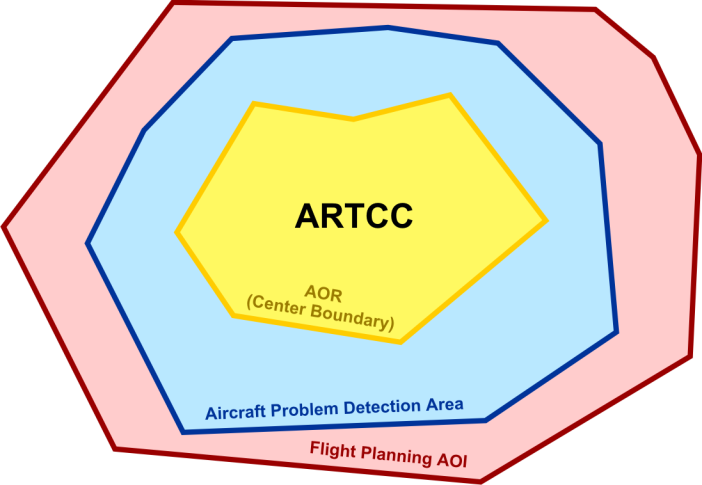 ARTCC
AOR
(Center Boundary)
Aircraft Problem Detection Area
Flight Planning AOI